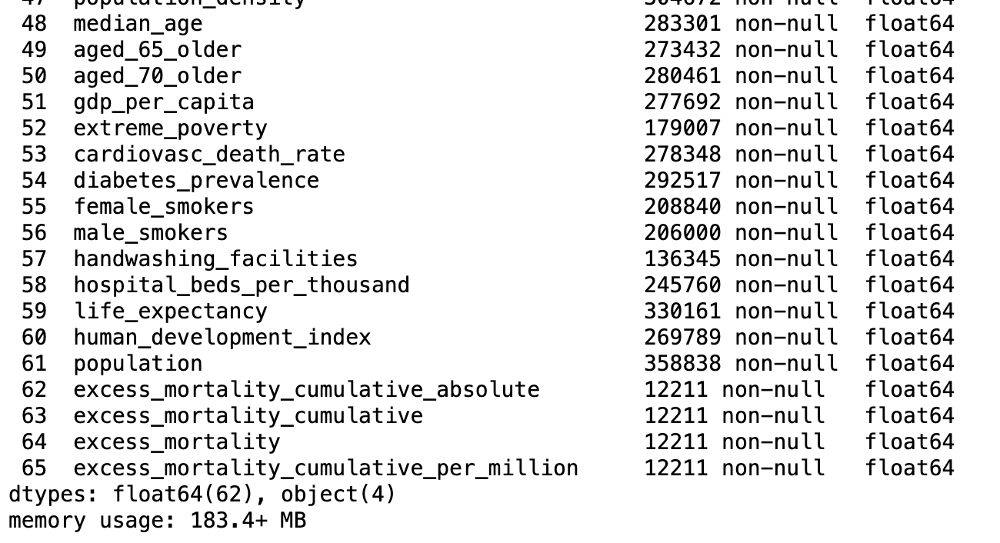 47 population_density 304672 non-null float64
48 median_age 283301 non-null float64
49 aged_65_older 273432 non-null float64
50 aged_70_older 280461 non-null float64
51 gdp_per_capita 277692 non-null float64
52 extreme_poverty 179007 non-null float64
53 cardiovasc_death_rate 278348 non-null float64
54 diabetes_prevalence 292517 non-null float64
55 female_smokers 208840 non-null float64
56 male_smokers 206000 non-null float64
57 handwashing_facilities 136345 non-null float64
58 hospital_beds_per_thousand 245760 non-null float64
59 life_expectancy 330161 non-null float64
60 human_development_index 269789 non-null float64
61 population 358838 non-null float64
62 excess_mortality_cumulative_absolute 12211 non-null float64
63 excess_mortality_cumulative 12211 non-null float64
64 excess_mortality 12211 non-null float64
65 excess_mortality_cumulative_per_million 12211 non-null float64
dtypes: float64(62), object(4)
memory usage: 183.4+ MB